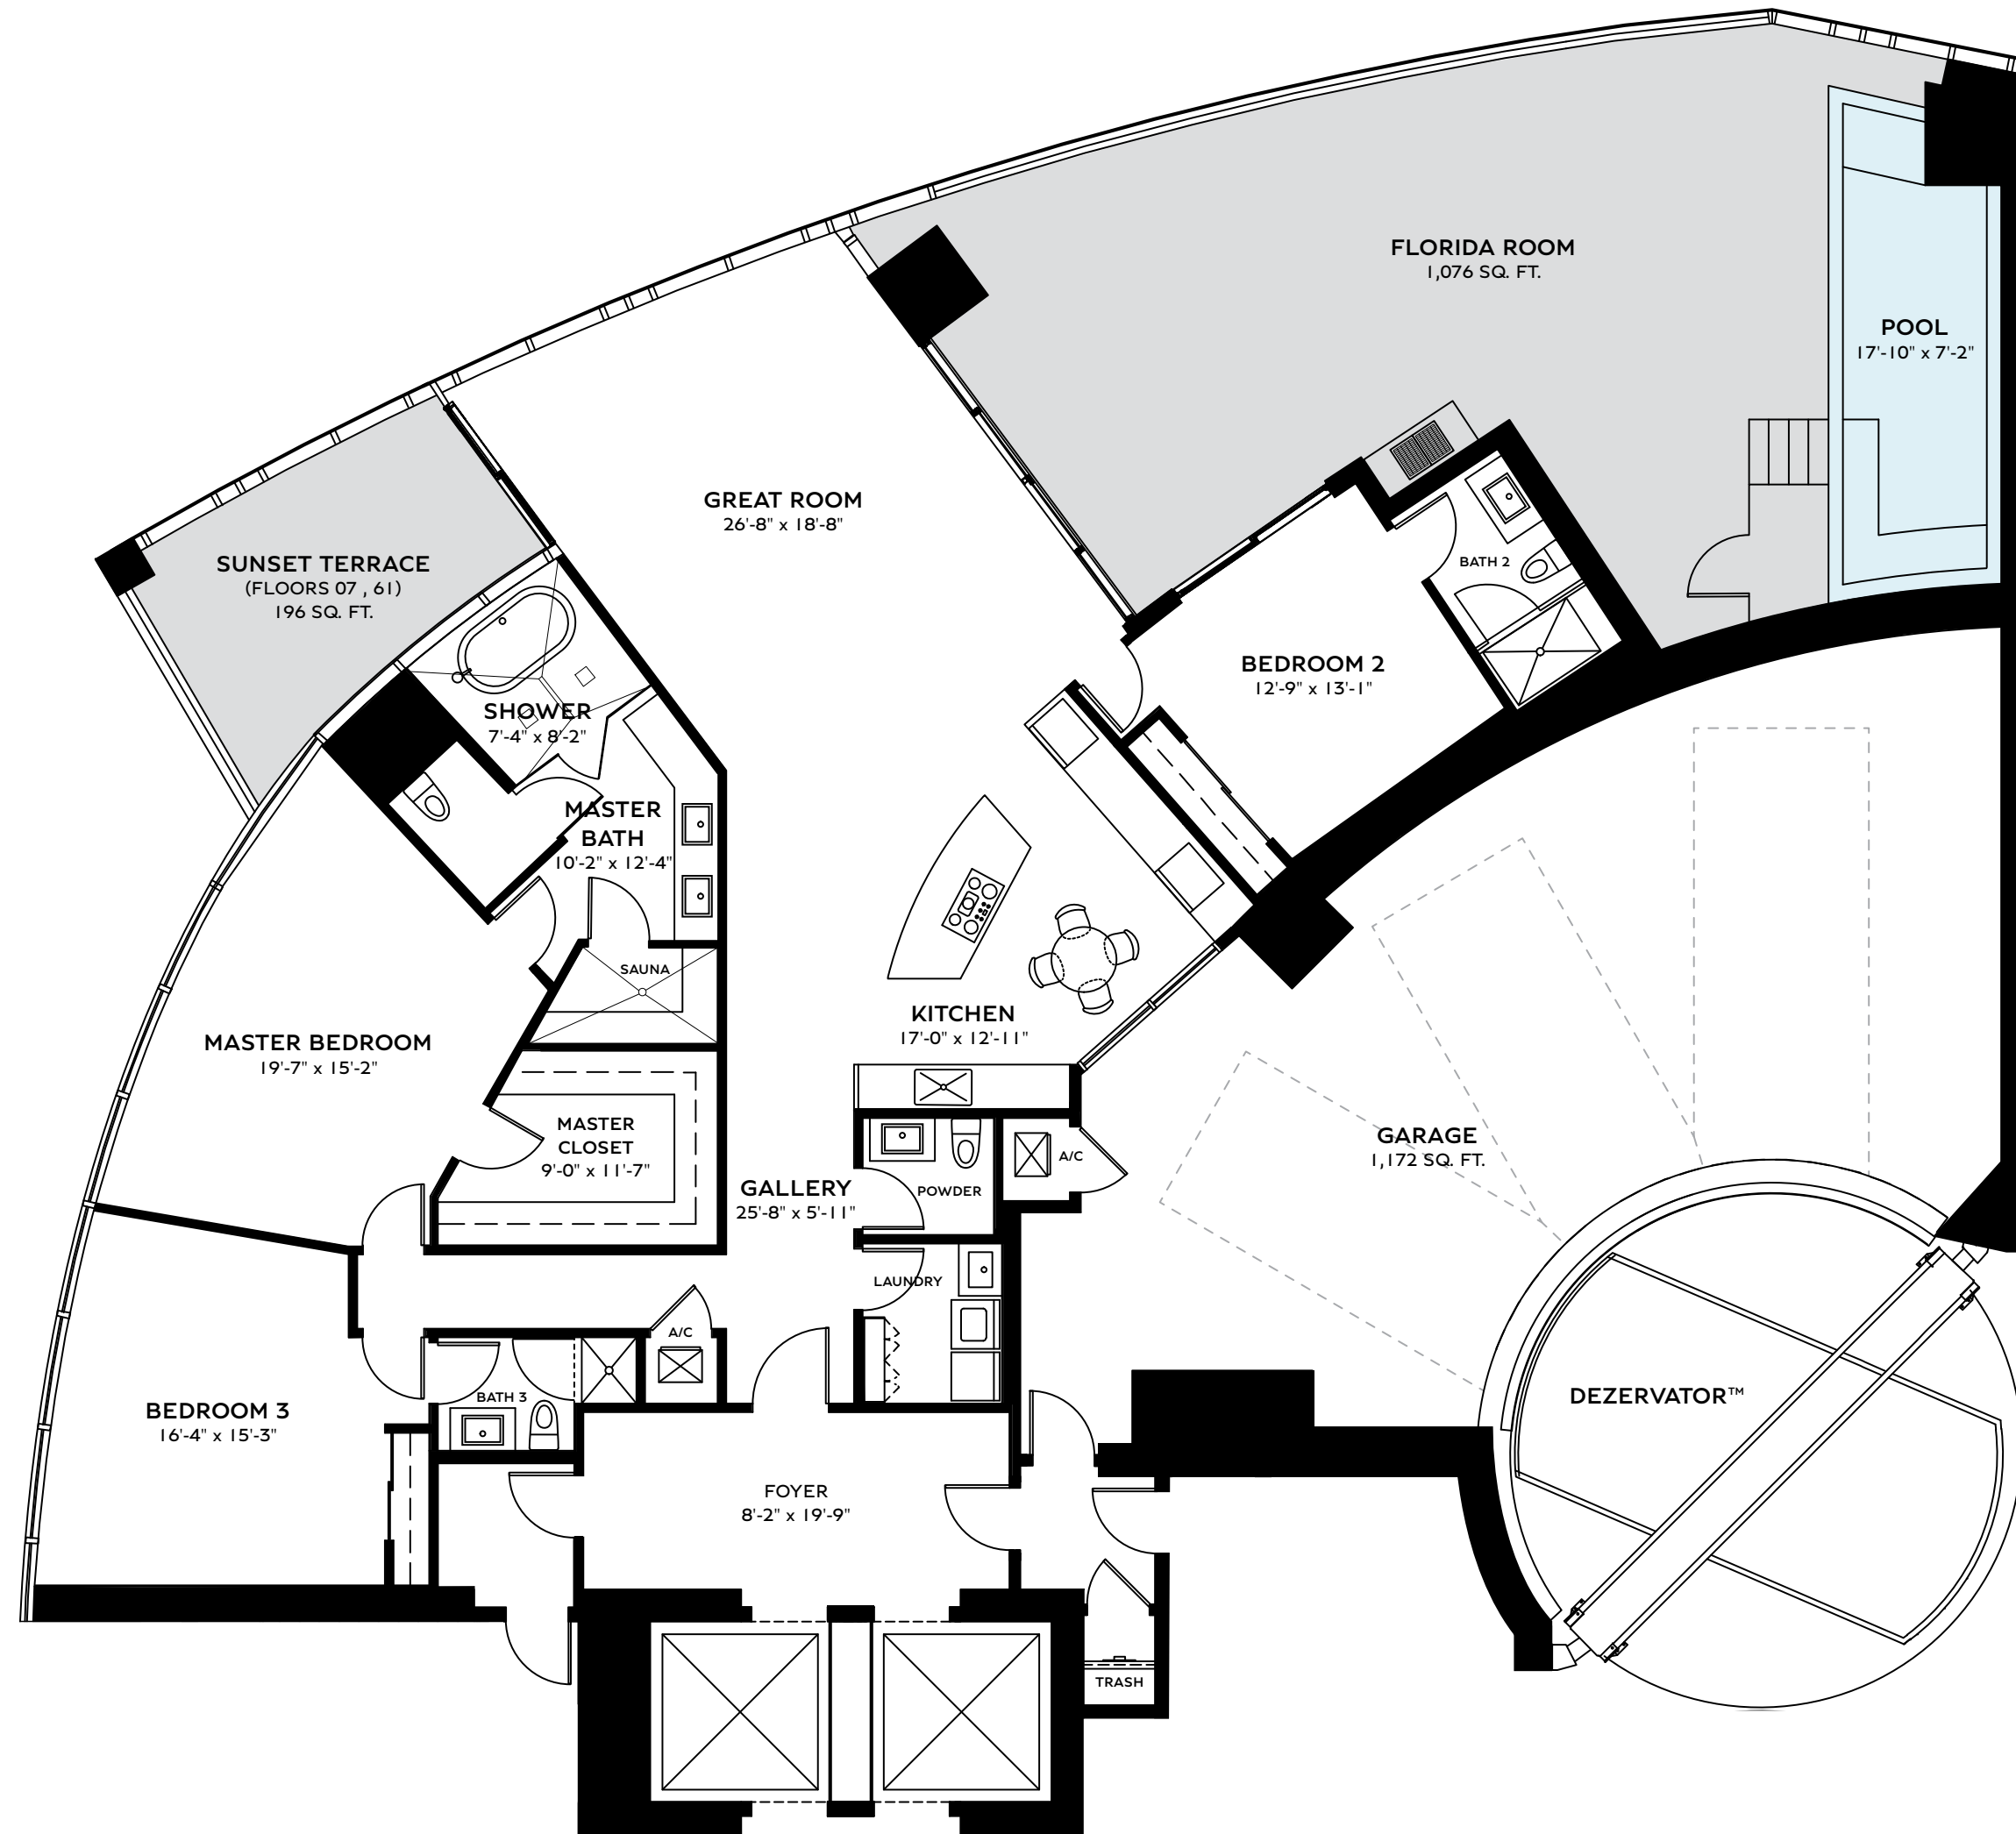 FLORIDA ROOM
1,076 SQ. FT.
POOL
17'-10" x 7'-2"
GREAT ROOM
26'-8" x 18'-8"
SUNSET TERRACE
(FLOORS 07 , 61)
196 SQ. FT.
BATH 2
BEDROOM 2
12'-9" x 13'-1"
SHOWER
7'-4" x 8'-2"
MASTER
BATH
10'-2" x 12'-4"
SAUNA
KITCHEN
17'-0" x 12'-11"
MASTER BEDROOM
19'-7" x 15'-2"
MASTER
CLOSET
9'-0" x 11'-7"
GARAGE
1,172 SQ. FT.
A/C
GALLERY
25'-8" x 5'-11"
POWDER
LAUNDRY
A/C
BATH 3
DEZERVATOR™
BEDROOM 3
16'-4" x 15'-3"
FOYER
8'-2" x 19'-9"
TRASH